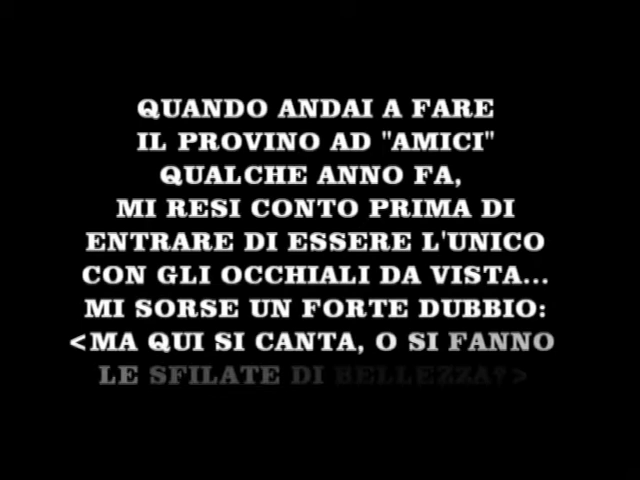 QUANDO ANDAI A FARE
IL PROVINO AD "AMICI"
QUALCHE ANNO FA,
MI RESI CONTO PRIMA DI
ENTRARE DI ESSERE L'UNICO
CON GLI OCCHIALI DA VISTA...
MI SORSE UN FORTE DUBBIO:
<MA QUI SI CANTA, O SI FANNO
LE SFILATE DI BELLEZZA?>